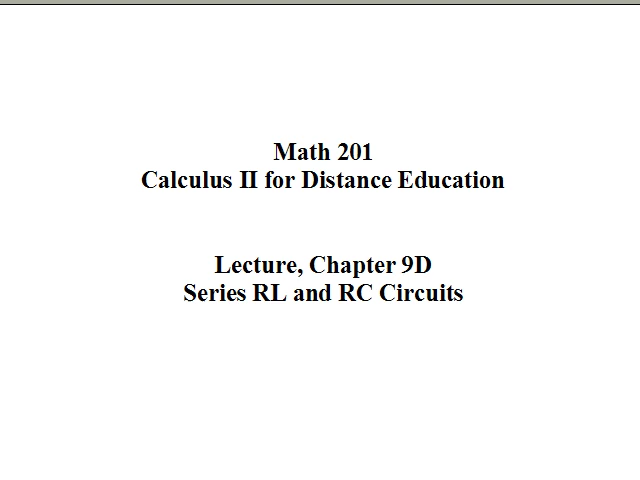 Math 201
Calculus II for Distance Education
Lecture, Chapter 9D
Series RL and RC Circuits